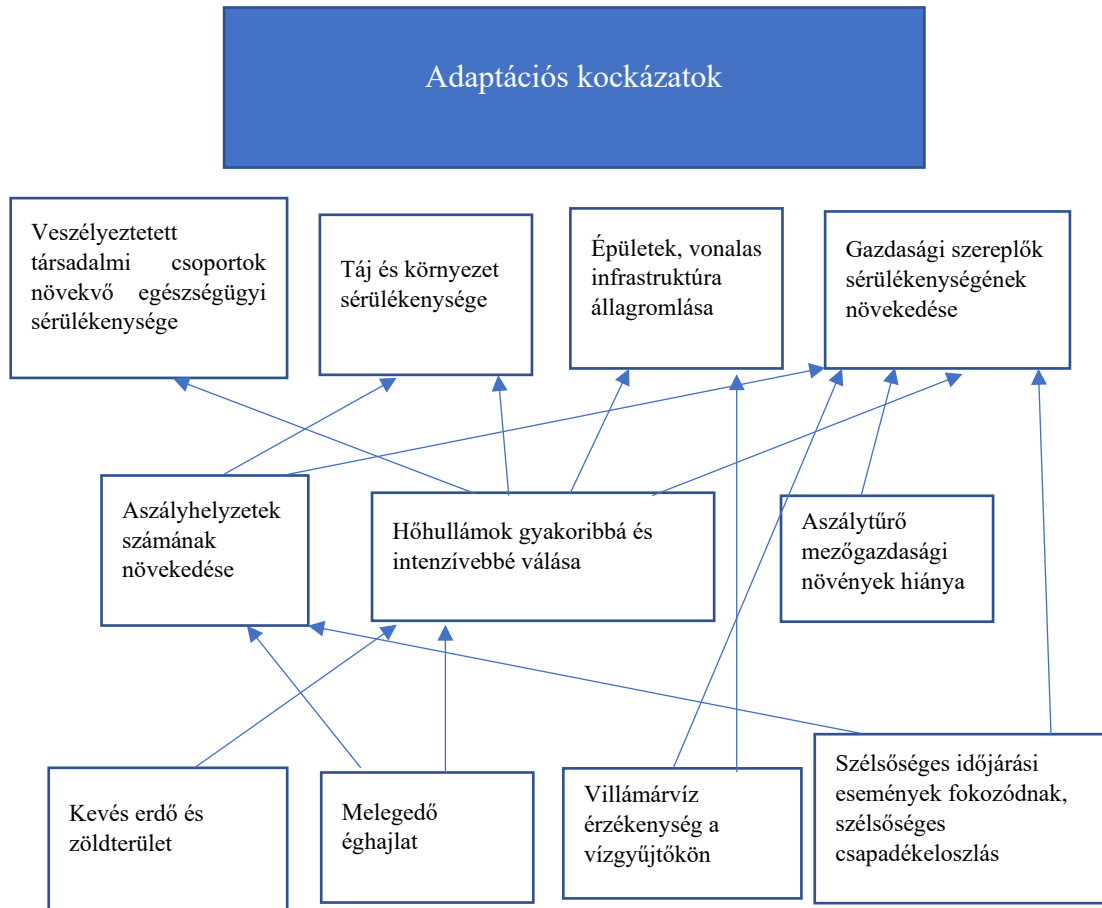 Adaptációs kockázatok
Veszélyeztetett
társadalmi csoportok
növekvő egészségügyi
sérülékenysége
Táj és környezet
sérülékenysége
Épületek, vonalas
infrastruktúra
állagromlása
Gazdasági szereplők
sérülékenységének
növekedése
Aszályhelyzetek
számának
növekedése
Hőhullámok gyakoribbá és
intenzívebbé válása
Aszálytűrő
mezőgazdasági
növények hiánya
Kevés erdő és
zöldterület
Melegedő
éghajlat
Villámárvíz
érzékenység a
vízgyűjtőkön
Szélsőséges időjárási
események fokozódnak,
szélsőséges
csapadékeloszlás